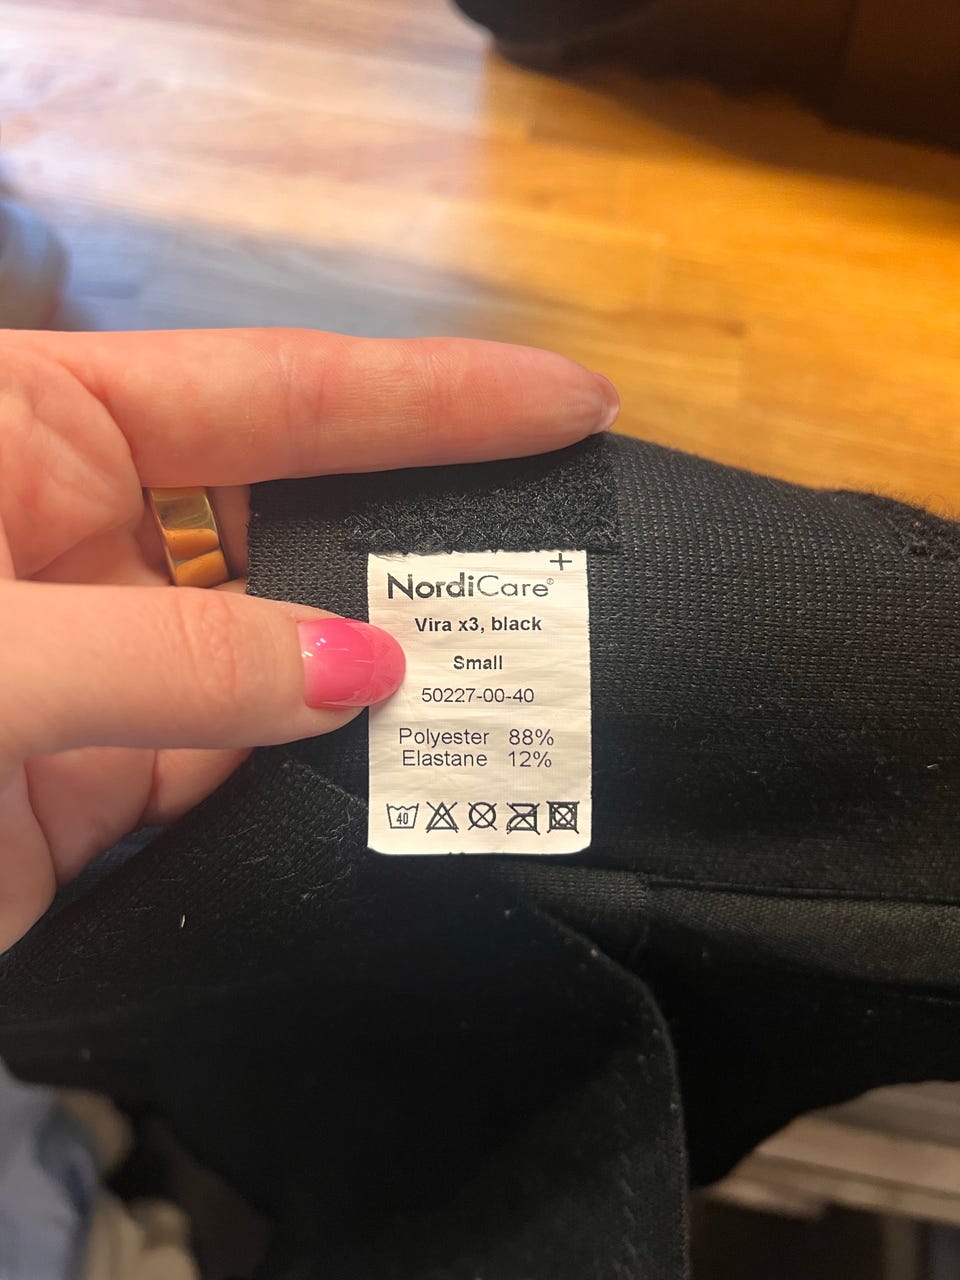 NordiCare®
Vira x3, black
Small
50227-00-40
Polyester 88%
Elastane 12%
40